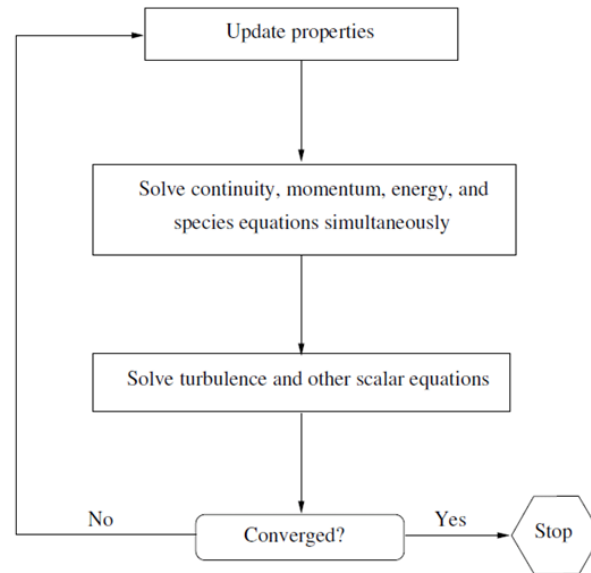 Update properties
Solve continuity, momentum, energy, and
species equations simultaneously
Solve turbulence and other scalar equations
No
Converged?
Yes
Stop